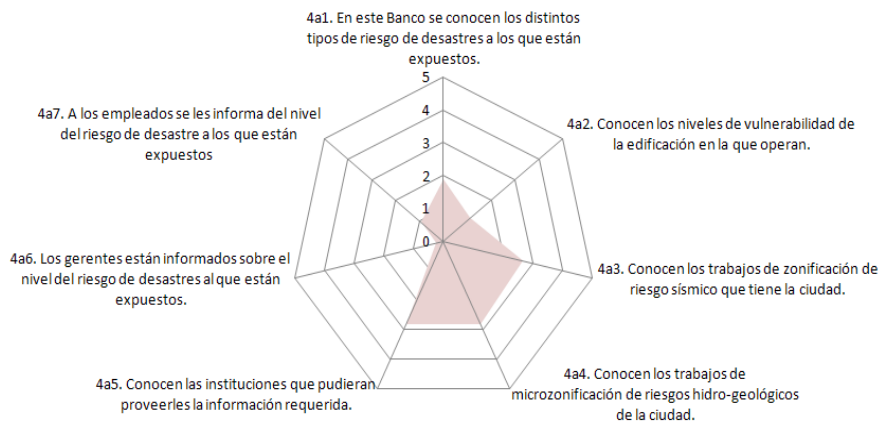 4a1. En este Banco se conocen los distintos
tipos de riesgo de desastres a los que están
expuestos.
5
4
3
2
1
0
4a2. Conocen los niveles de vulnerabilidad de
la edificación en la que operan.
4a3. Conocen los trabajos de zonificación de
riesgo sísmico que tiene la ciudad.
4a4. Conocen los trabajos de
microzonificación de riesgos hidro-geológicos
de la ciudad.
4a5. Conocen las instituciones que pudieran
proveerles la información requerida.
4a6. Los gerentes están informados sobre el
nivel del riesgo de desastres al que están
expuestos.
4a7. A los empleados se les informa del nivel
del riesgo de desastre a los que están
expuestos